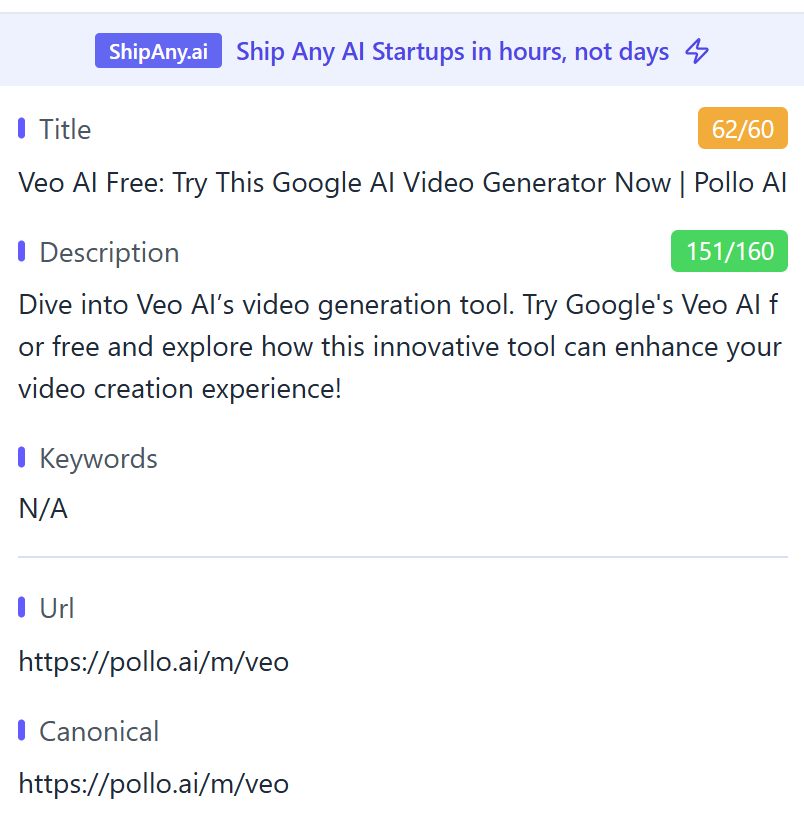 ShipAny.ai Ship Any AI Startups in hours, not days
Title 62/60
Veo AI Free: Try This Google AI Video Generator Now | Pollo AI
Description 151/160
Dive into Veo AI’s video generation tool. Try Google's Veo AI f
or free and explore how this innovative tool can enhance your
video creation experience!
Keywords
N/A
Url
https://pollo.ai/m/veo
Canonical
https://pollo.ai/m/veo